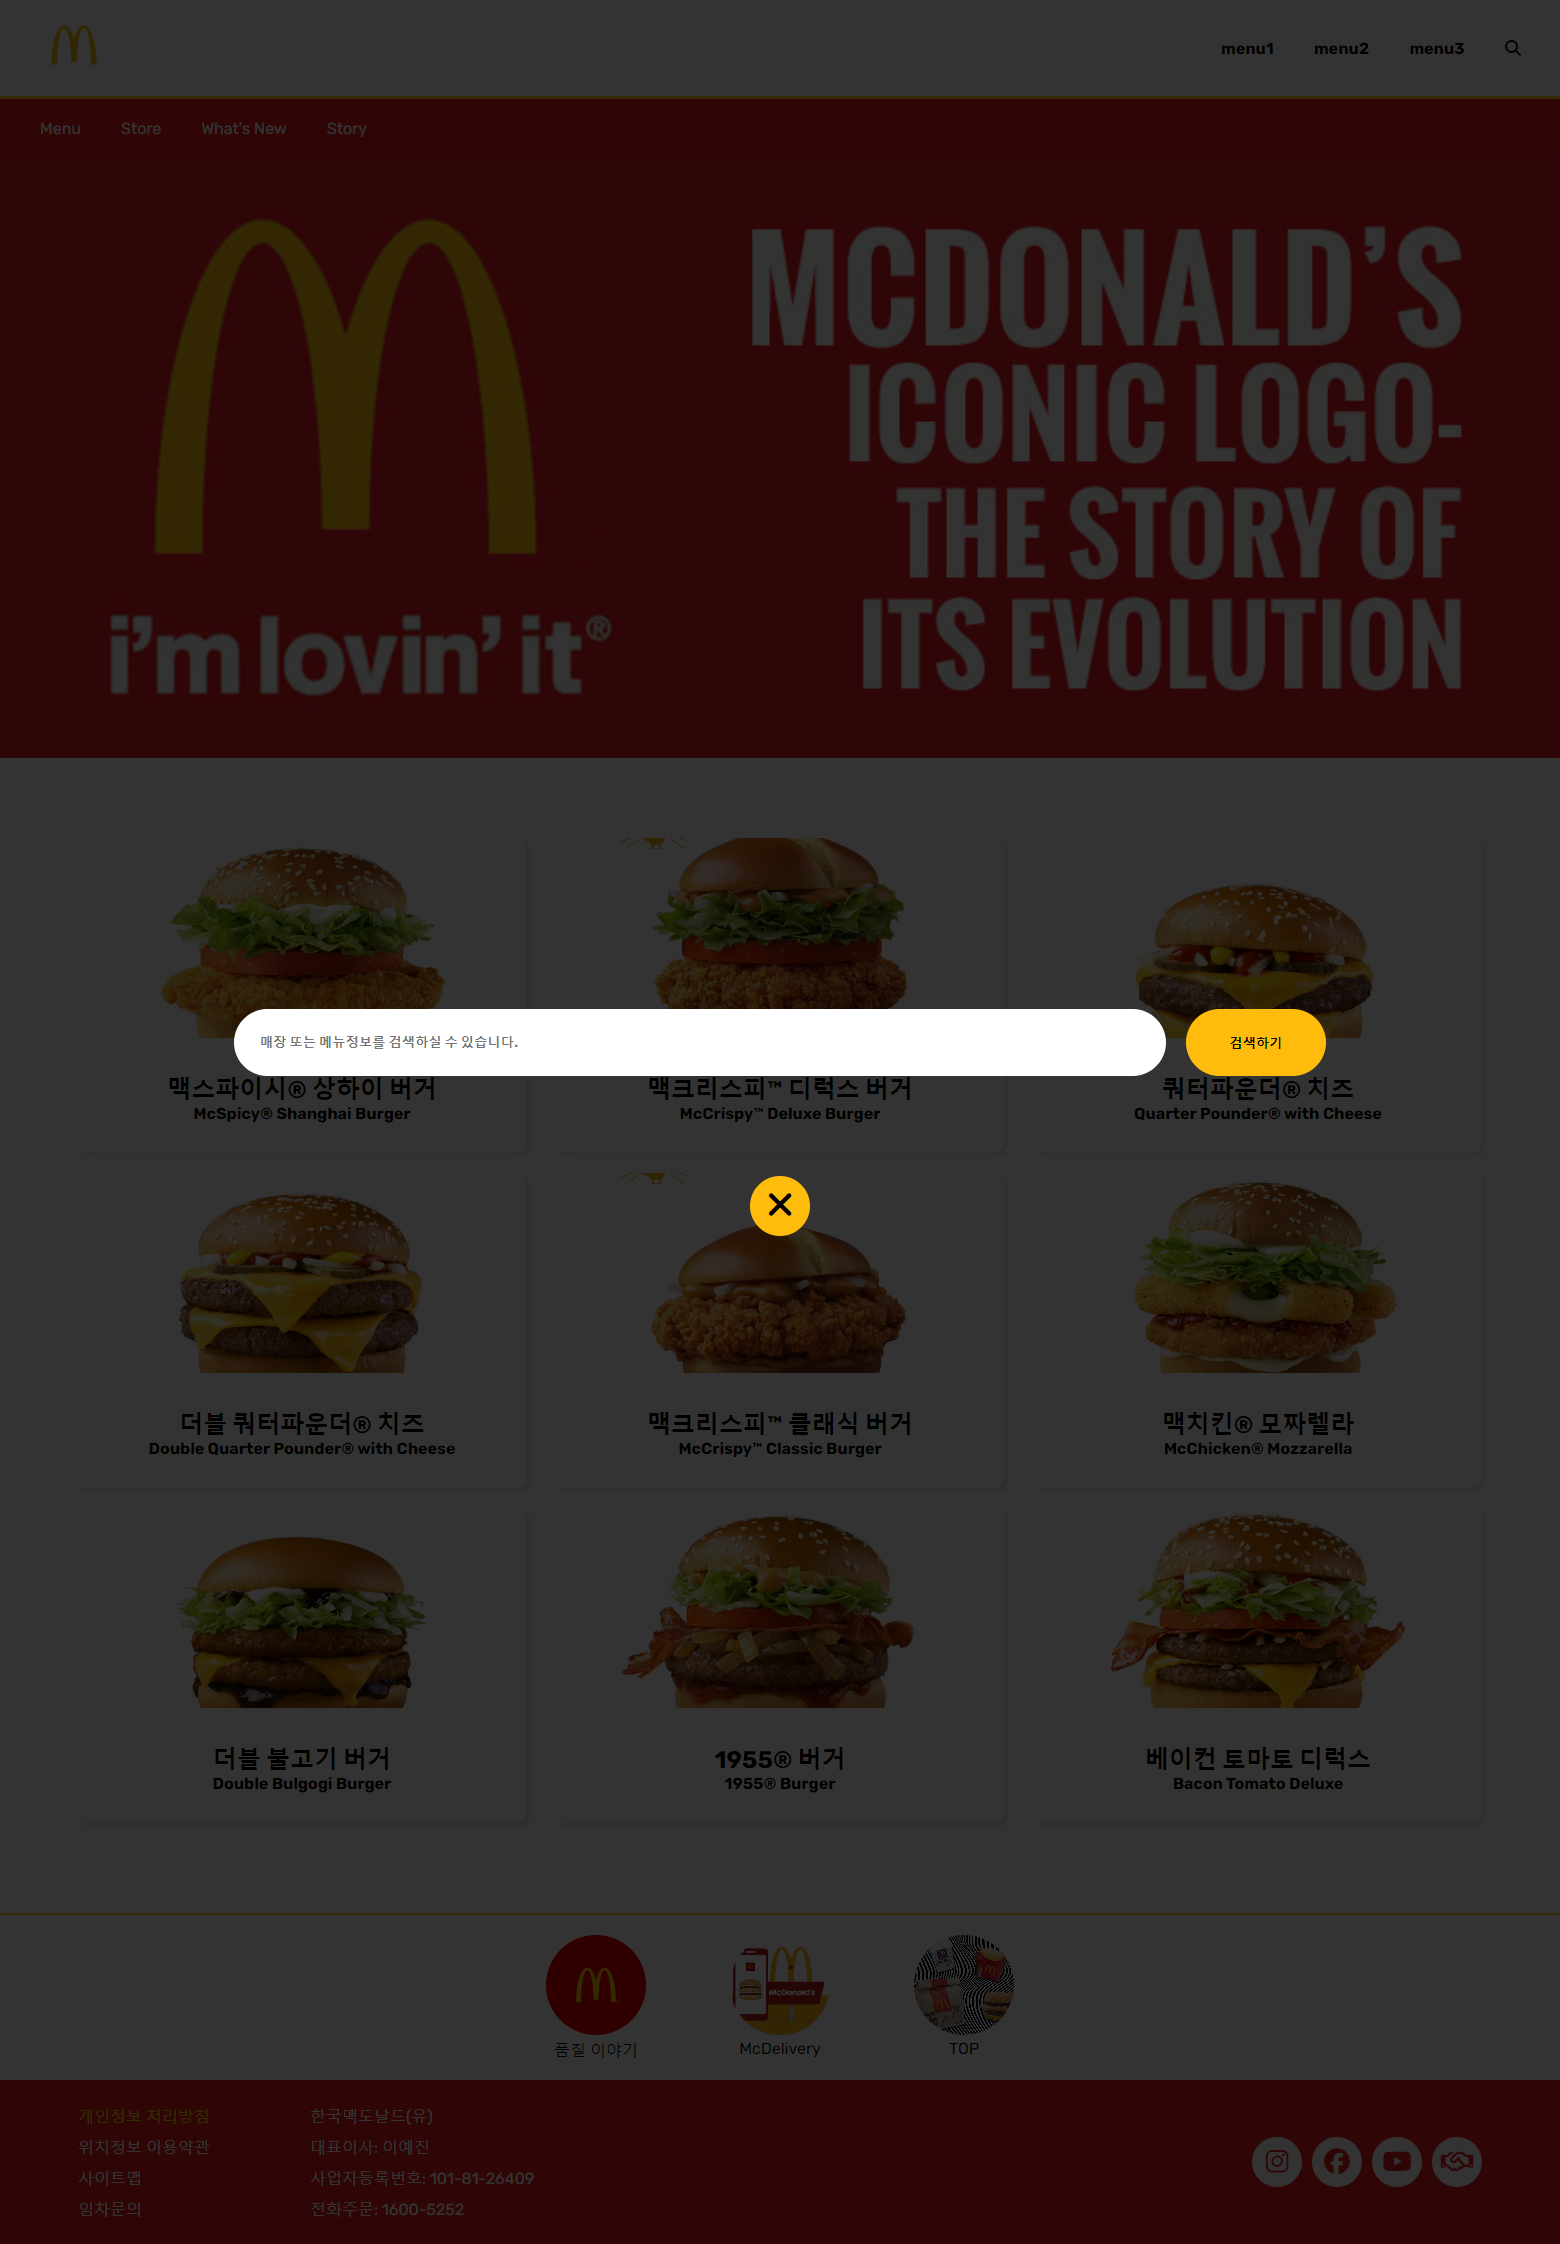 menu1 menu2 menu3
Menu Store What's New Story
MCDONALD'S
ICONIC LOGO-
THE STORY OF
ITS EVOLUTION
i'm lovin' it®
매장 또는 메뉴정보를 검색하실 수 있습니다.
검색하기
맥스파이시® 상하이 버거
McSpicy® Shanghai Burger
맥크리스피™ 디럭스 버거
McCrispy™ Deluxe Burger
쿼터파운더® 치즈
Quarter Pounder® with Cheese
더블 쿼터파운더® 치즈
Double Quarter Pounder® with Cheese
맥크리스피™ 클래식 버거
McCrispy™ Classic Burger
맥치킨® 모짜렐라
McChicken® Mozzarella
더블 불고기 버거
Double Bulgogi Burger
1955® 버거
1955® Burger
베이컨 토마토 디럭스
Bacon Tomato Deluxe
McDonald's
품질 이야기
McDelivery
TOP
개인정보 처리방침
위치정보 이용약관
사이트맵
임차문의
한국맥도날드(유)
대표이사: 이예진
사업자등록번호: 101-81-26409
전화주문: 1600-5252